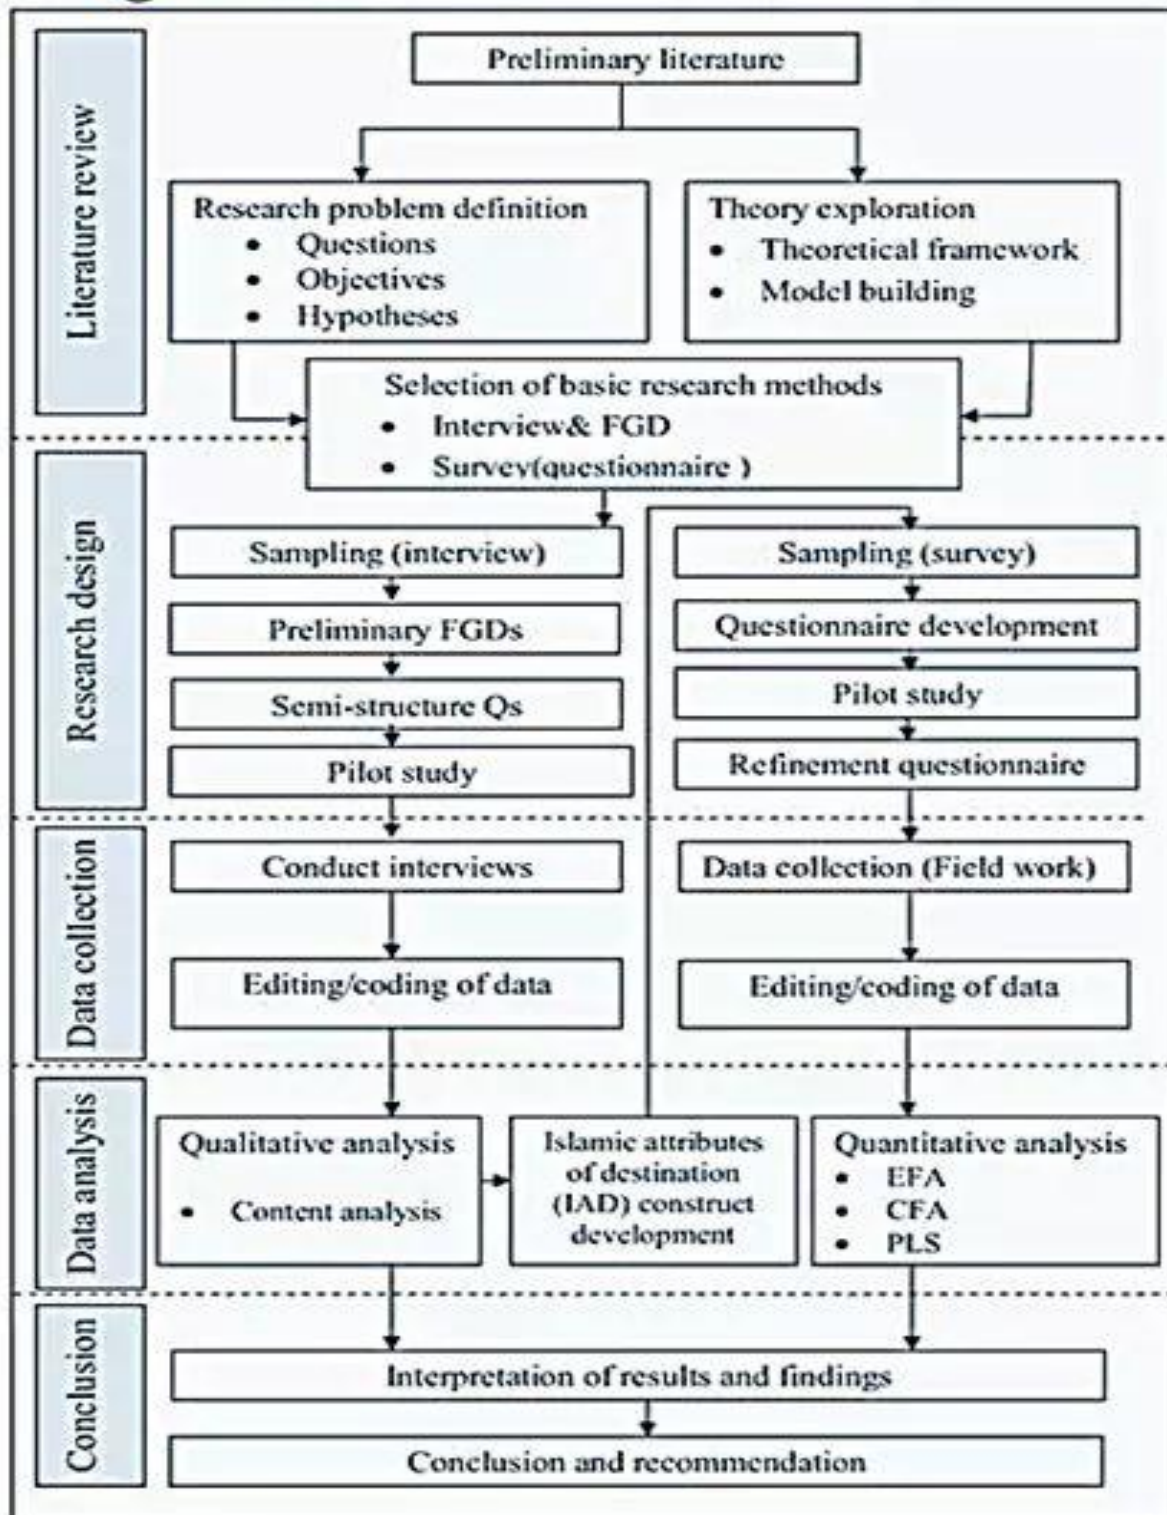 Literature review
Preliminary literature
Research problem definition
• Questions
• Objectives
• Hypotheses
Theory exploration
• Theoretical framework
• Model building
Selection of basic research methods
• Interview& FGD
• Survey(questionnaire )
Research design
Sampling (interview)
Preliminary FGDs
Semi-structure Qs
Pilot study
Sampling (survey)
Questionnaire development
Pilot study
Refinement questionnaire
Data collection
Conduct interviews
Editing/coding of data
Data collection (Field work)
Editing/coding of data
Data analysis
Qualitative analysis
• Content analysis
Islamic attributes
of destination
(IAD) construct
development
Quantitative analysis
• EFA
• CFA
• PLS
Conclusion
Interpretation of results and findings
Conclusion and recommendation